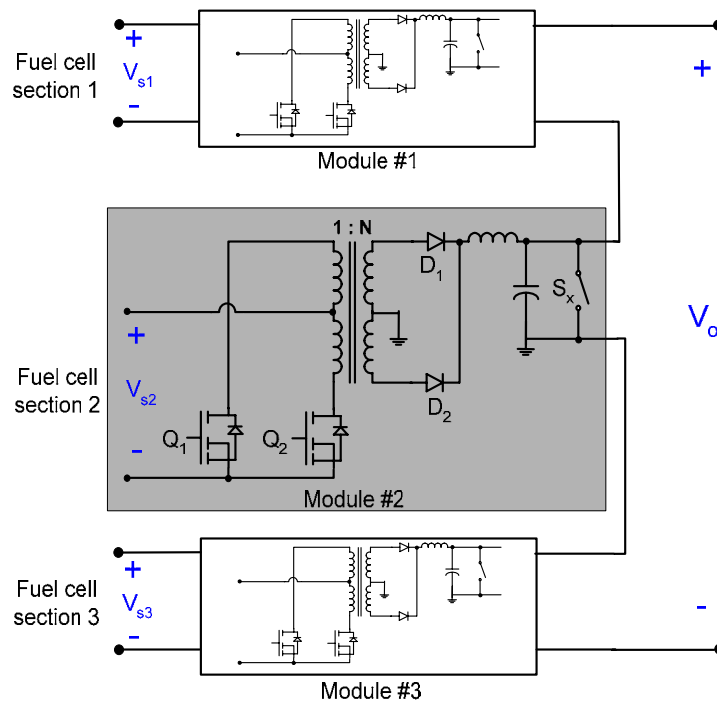 Fuel cell
section 1
+
Vs1
-
Module #1
+
1 : N
D1
Sx
Vo
Fuel cell
section 2
+
Vs2
-
D2
Q1
Q2
Module #2
Fuel cell
section 3
+
Vs3
-
-
Module #3